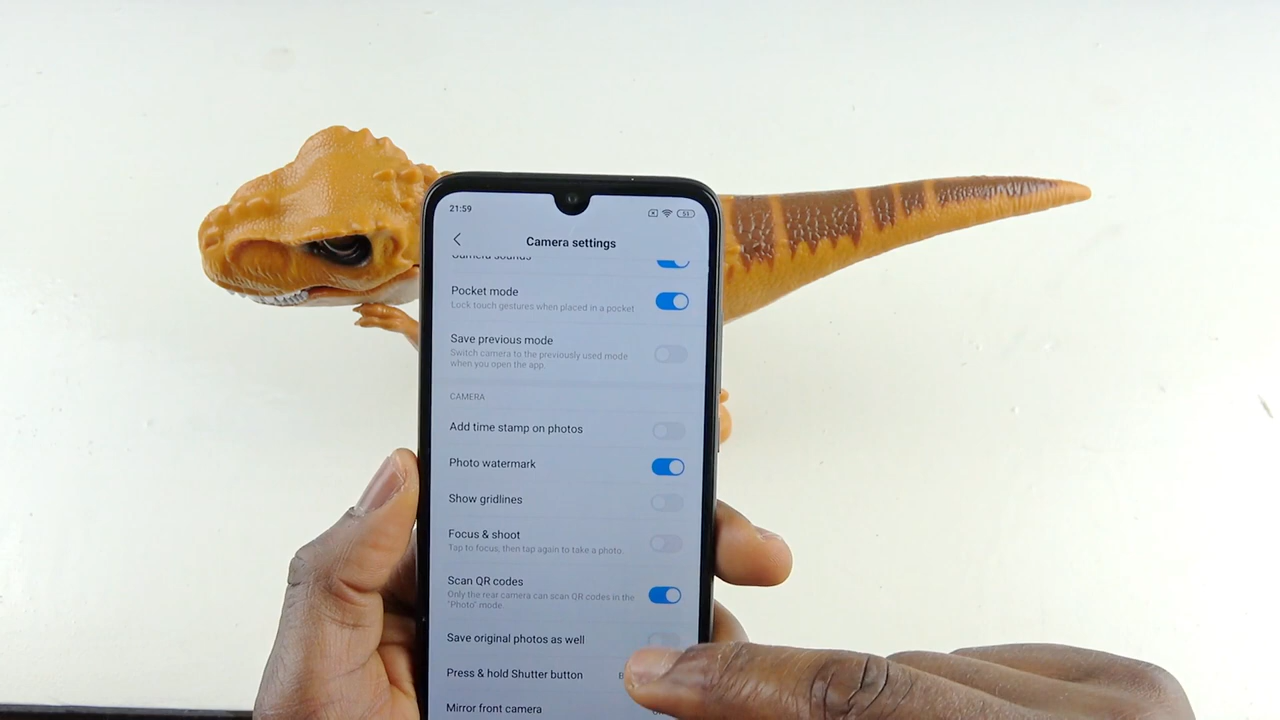 21:59
51
Camera settings
Camera sounds
Pocket mode
Lock touch gestures when placed in a pocket
Save previous mode
Switch camera to the previously used mode
when you open the app.
CAMERA
Add time stamp on photos
Photo watermark
Show gridlines
Focus & shoot
Tap to focus, then tap again to take a photo.
Scan QR codes
Only the rear camera can scan QR codes in the
"Photo" mode.
Save original photos as well
Press & hold Shutter button
Mirror front camera